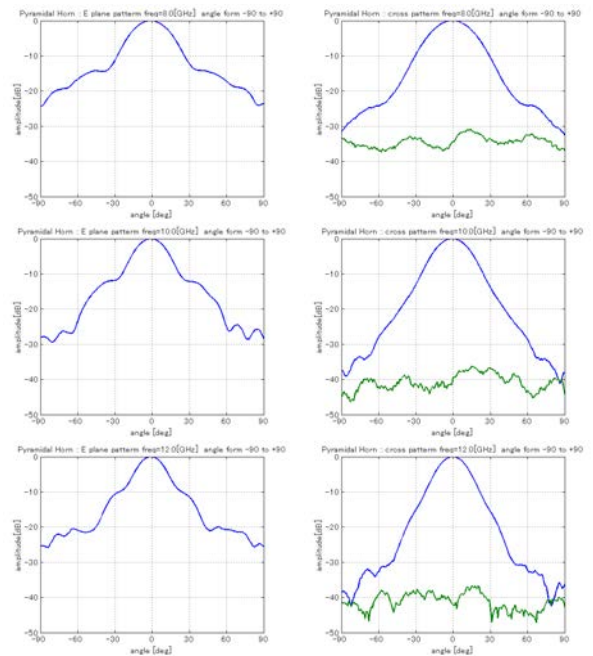 Pyramidal Horn : E plane patterm freq=8.0[GHz] angle form -90 to +90
0
-10
-20
-30
-40
-50
amplitude[dB]
-90 -60 -30 0 30 60 90
angle [deg]
Pyramidal Horn : cross patterm freq=8.0[GHz] angle form -90 to +90
0
-10
-20
-30
-40
-50
amplitude[dB]
-90 -60 -30 0 30 60 90
angle [deg]
Pyramidal Horn : E plane patterm freq=10.0[GHz] angle form -90 to +90
0
-10
-20
-30
-40
-50
amplitude[dB]
-90 -60 -30 0 30 60 90
angle [deg]
Pyramidal Horn : cross patterm freq=10.0[GHz] angle form -90 to +90
0
-10
-20
-30
-40
-50
amplitude[dB]
-90 -60 -30 0 30 60 90
angle [deg]
Pyramidal Horn : E plane patterm freq=12.0[GHz] angle form -90 to +90
0
-10
-20
-30
-40
-50
amplitude[dB]
-90 -60 -30 0 30 60 90
angle [deg]
Pyramidal Horn : cross patterm freq=12.0[GHz] angle form -90 to +90
0
-10
-20
-30
-40
-50
amplitude[dB]
-90 -60 -30 0 30 60 90
angle [deg]